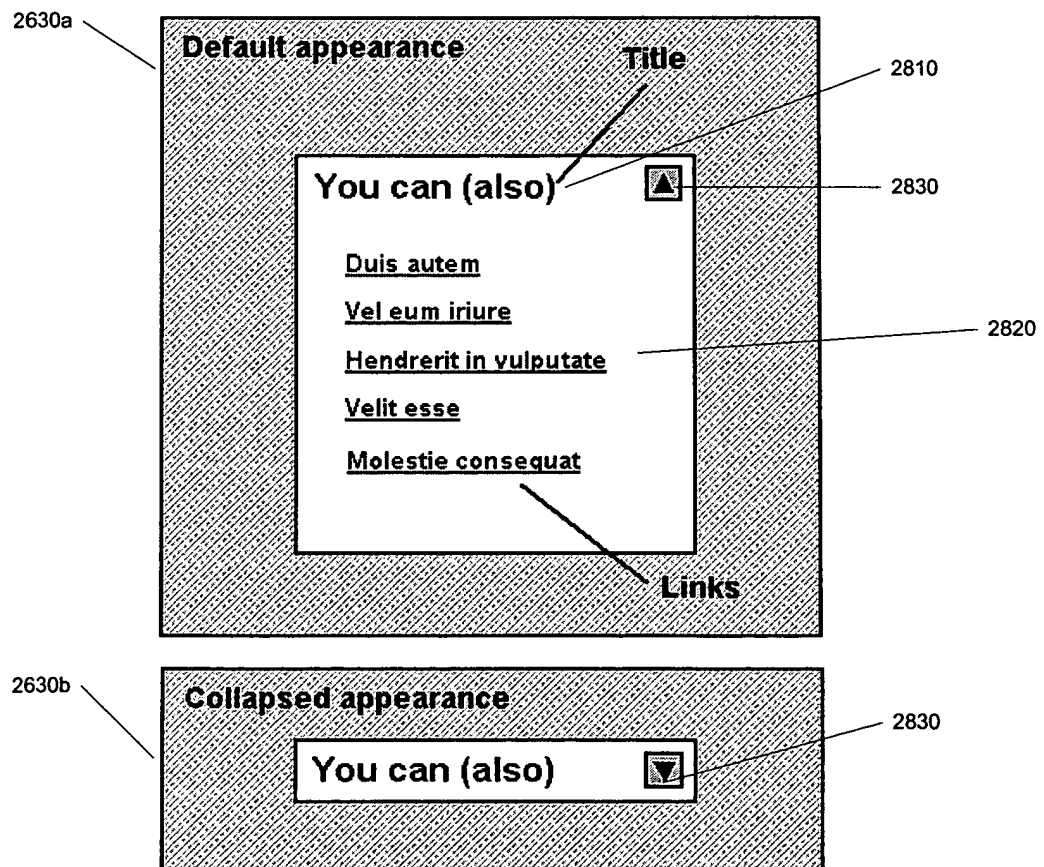 2630a
Default appearance
Title
2810
You can (also)
2830
Duis autem
Vel eum iriure
2820
Hendrerit in vulputate
Velit esse
Molestie consequat
Links
2630b
Collapsed appearance
2830
You can (also)